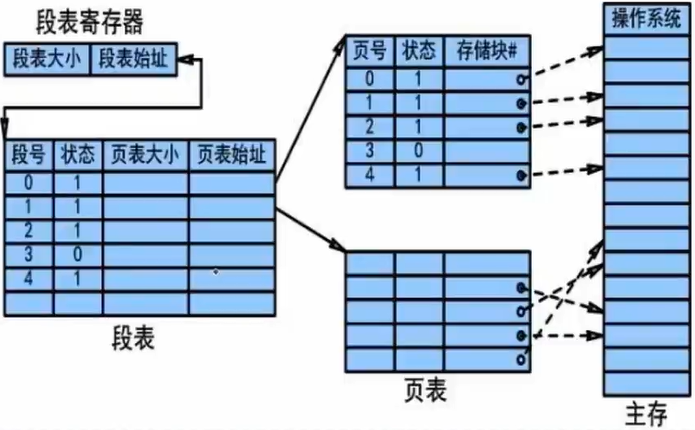 段表寄存器
段表大小 段表始址
段号 状态 页表大小 页表始址
0 1
1 1
2 1
3 0
4 1
段表
页号 状态 存储块#
0 1
1 1
2 1
3 0
4 1
页表
操作系统
主存